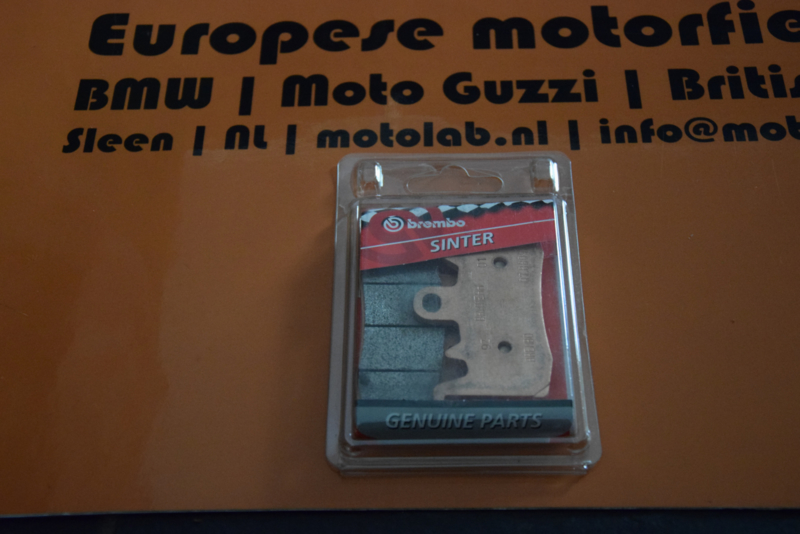 Europese motorfie
BMW | Moto Guzzi | Britis
Sleen | NL | motolab.nl | info@mot
brembo
SINTER
GENUINE PARTS